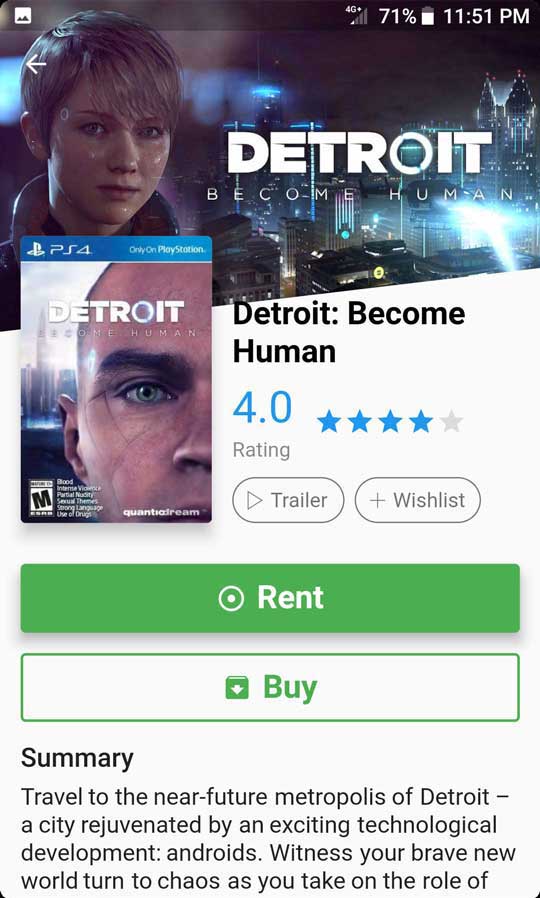 4G+ 71% 11:51 PM
DETROIT
BECOME HUMAN
PS4 Only On PlayStation.
DETROIT
BECOME HUMAN
MATURE 17+
M
ESRB
Blood
Intense Violence
Partial Nudity
Sexual Themes
Strong Language
Use of Drugs
quanticdream
Detroit: Become
Human
4.0
Rating
Trailer
Wishlist
Rent
Buy
Summary
Travel to the near-future metropolis of Detroit –
a city rejuvenated by an exciting technological
development: androids. Witness your brave new
world turn to chaos as you take on the role of